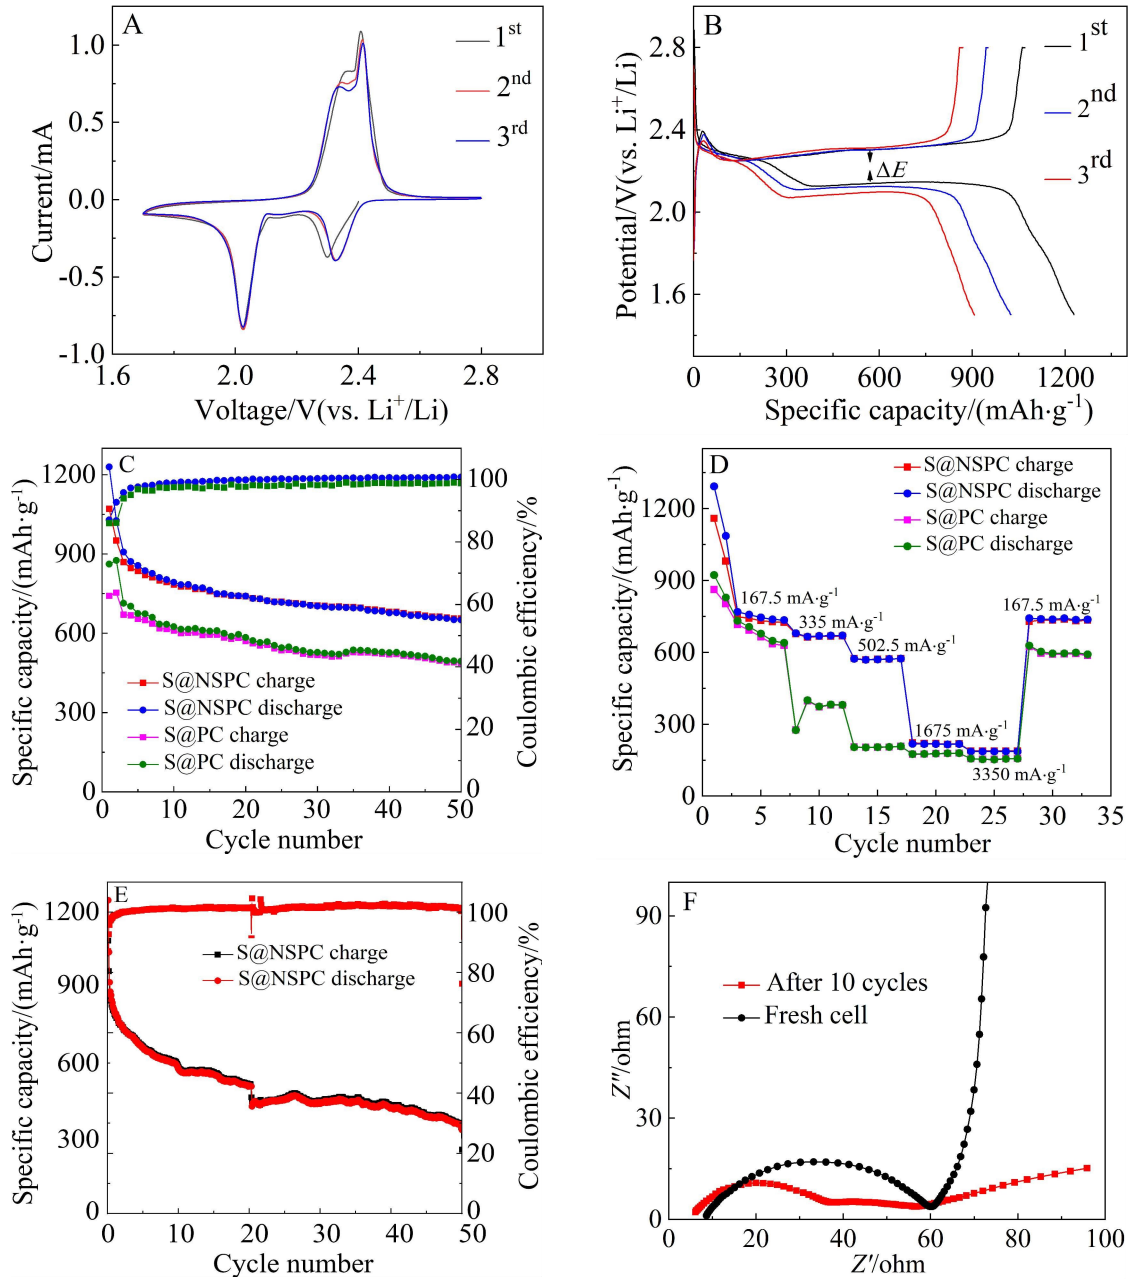 A
1st
2nd
3rd
1.0
0.5
0.0
-0.5
-1.0
Current/mA
1.6 2.0 2.4 2.8
Voltage/V(vs. Li+/Li)
B
1st
2nd
3rd
ΔE
2.8
2.4
2.0
1.6
Potential/V(vs. Li+/Li)
0 300 600 900 1200
Specific capacity/(mAh·g-1)
C
1200
900
600
300
0
Specific capacity/(mAh·g-1)
100
80
60
40
20
0
Coulombic efficiency/%
S@NSPC charge
S@NSPC discharge
S@PC charge
S@PC discharge
0 10 20 30 40 50
Cycle number
D
S@NSPC charge
S@NSPC discharge
S@PC charge
S@PC discharge
1200
900
600
300
0
Specific capacity/(mAh·g-1)
167.5 mA·g-1
335 mA·g-1
502.5 mA·g-1
1675 mA·g-1
3350 mA·g-1
167.5 mA·g-1
0 5 10 15 20 25 30 35
Cycle number
E
1200
900
600
300
0
Specific capacity/(mAh·g-1)
100
80
60
40
20
0
Coulombic efficiency/%
S@NSPC charge
S@NSPC discharge
0 10 20 30 40 50
Cycle number
F
After 10 cycles
Fresh cell
90
60
30
0
Z″/ohm
0 20 40 60 80 100
Z′/ohm